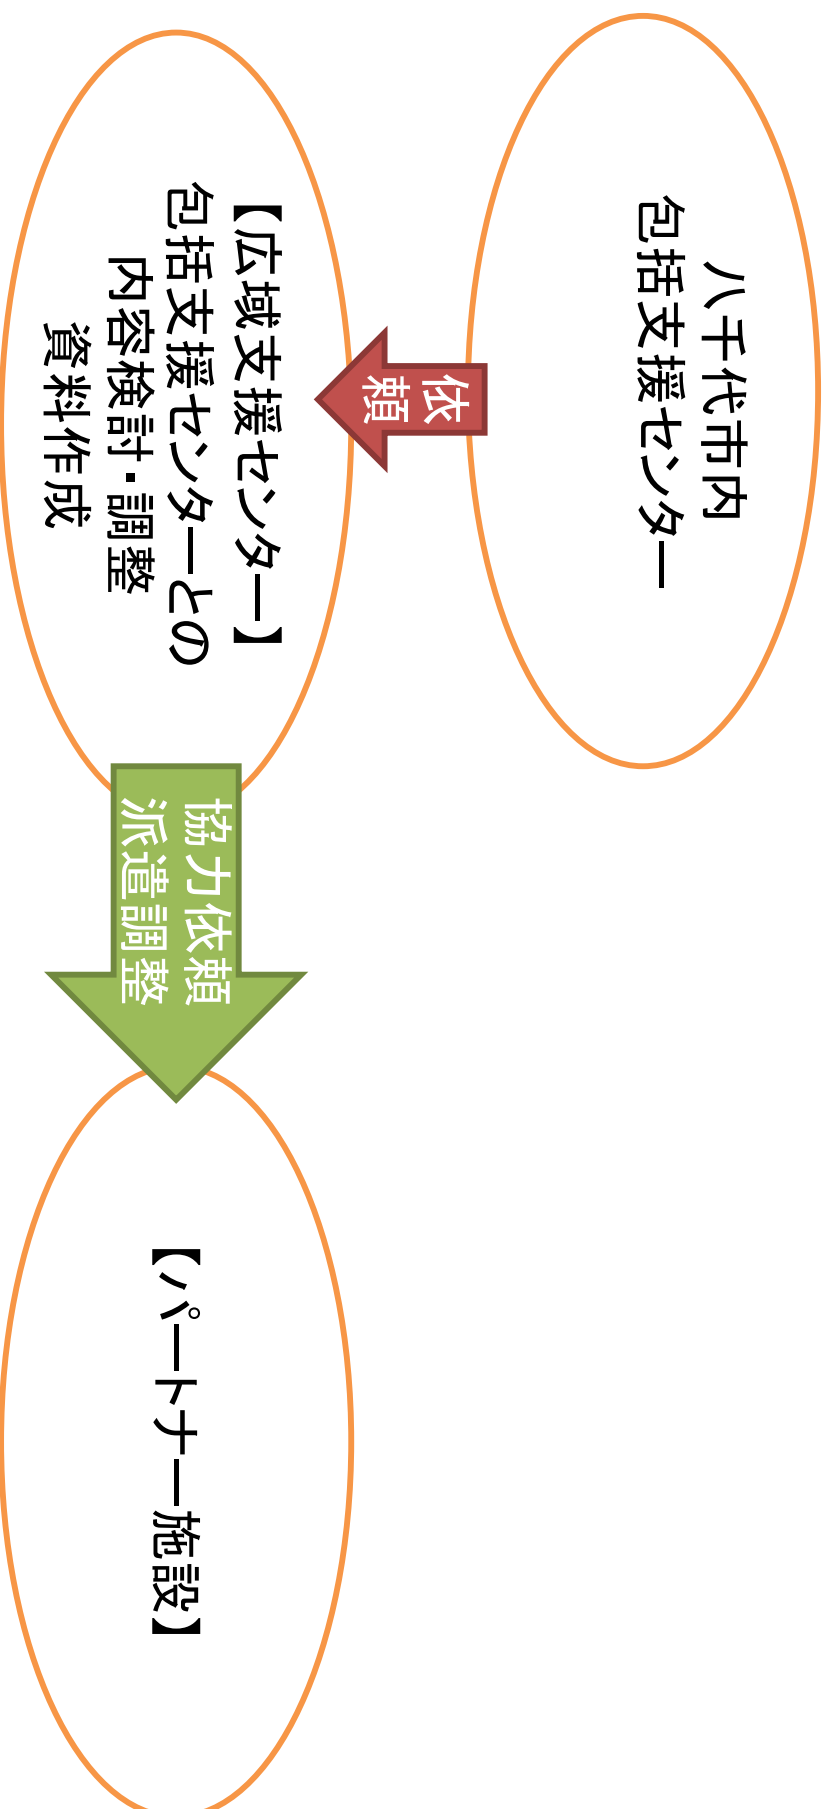 八千代市内
包括支援センター
依
頼
【広域支援センター】
包括支援センターとの
内容検討・調整
資料作成
協力依頼
派遣調整
【パートナー施設】